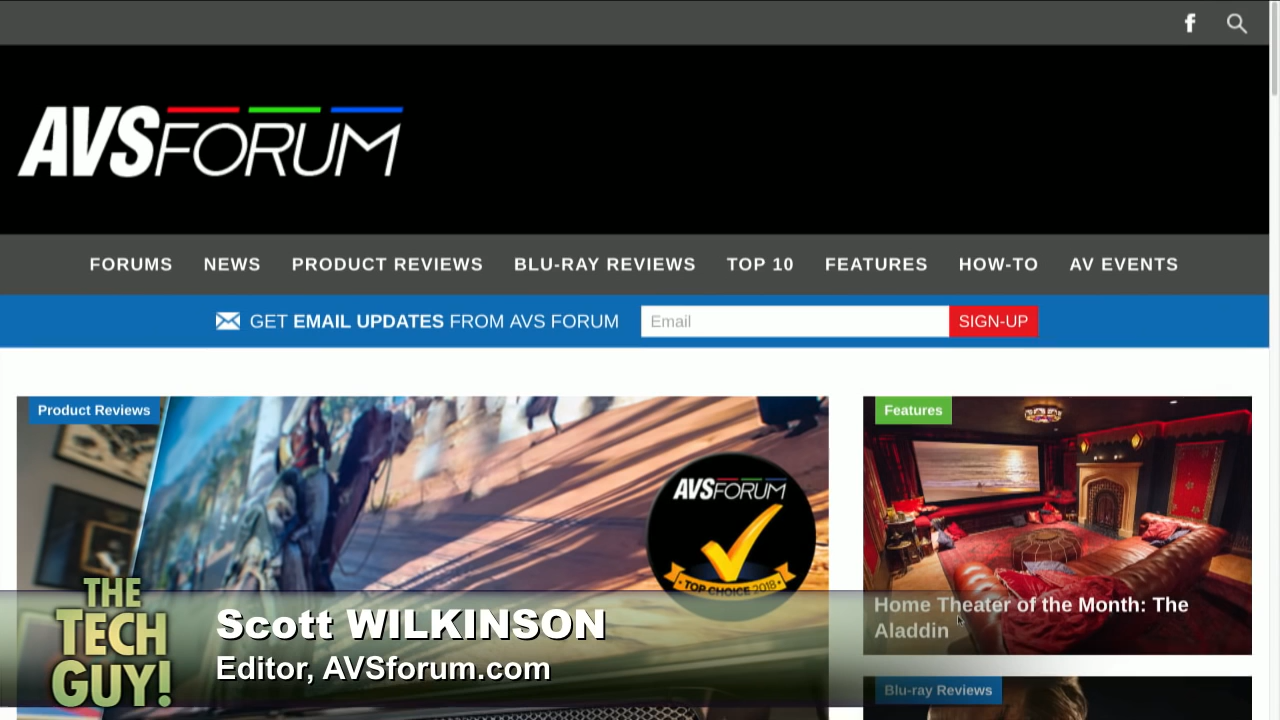 f
AVSFORUM
FORUMS NEWS PRODUCT REVIEWS BLU-RAY REVIEWS TOP 10 FEATURES HOW-TO AV EVENTS
GET EMAIL UPDATES FROM AVS FORUM Email SIGN-UP
Product Reviews
Features
AVSFORUM
TOP CHOICE 2018
Home Theater of the Month: The
Aladdin
Blu-ray Reviews
THE
TECH
GUY!
Scott WILKINSON
Editor, AVSforum.com